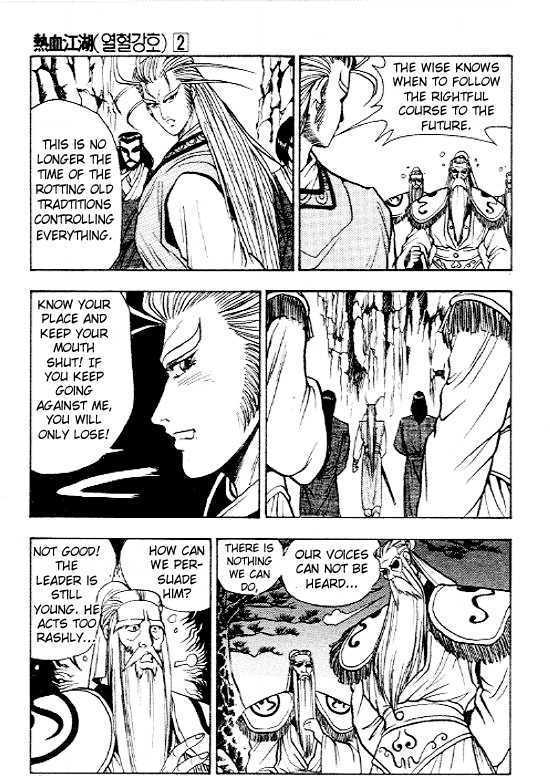 熱血江湖(열혈강호) 2
THIS IS NO
LONGER THE
TIME OF THE
ROTTING OLD
TRADTITIONS
CONTROLLING
EVERYTHING.
THE WISE KNOWS
WHEN TO FOLLOW
THE RIGHTFUL
COURSE TO THE
FUTURE.
KNOW YOUR
PLACE AND
KEEP YOUR
MOUTH
SHUT! IF
YOU KEEP
GOING
AGAINST ME,
YOU WILL
ONLY LOSE!
NOT GOOD!
THE
LEADER IS
STILL
YOUNG. HE
ACTS TOO
RASHLY...
HOW CAN
WE PER-
SUADE
HIM?
THERE IS
NOTHING
WE CAN
DO,
OUR VOICES
CAN NOT BE
HEARD...